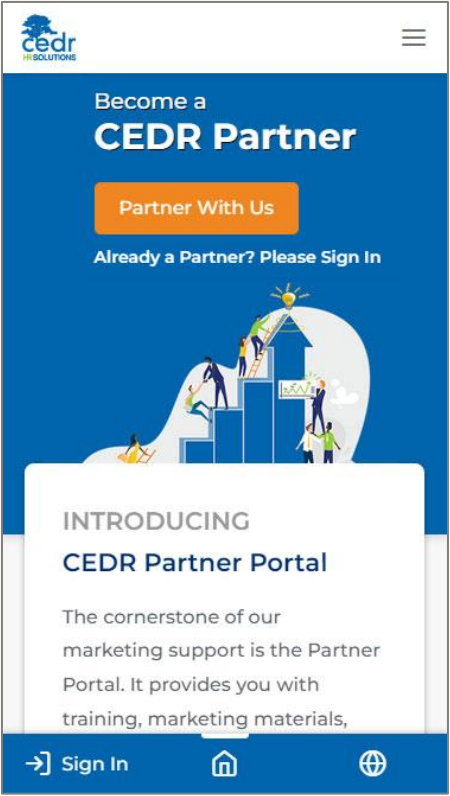 cedr
HR SOLUTIONS
Become a
CEDR Partner
Partner With Us
Already a Partner? Please Sign In
INTRODUCING
CEDR Partner Portal
The cornerstone of our
marketing support is the Partner
Portal. It provides you with
training, marketing materials,
Sign In